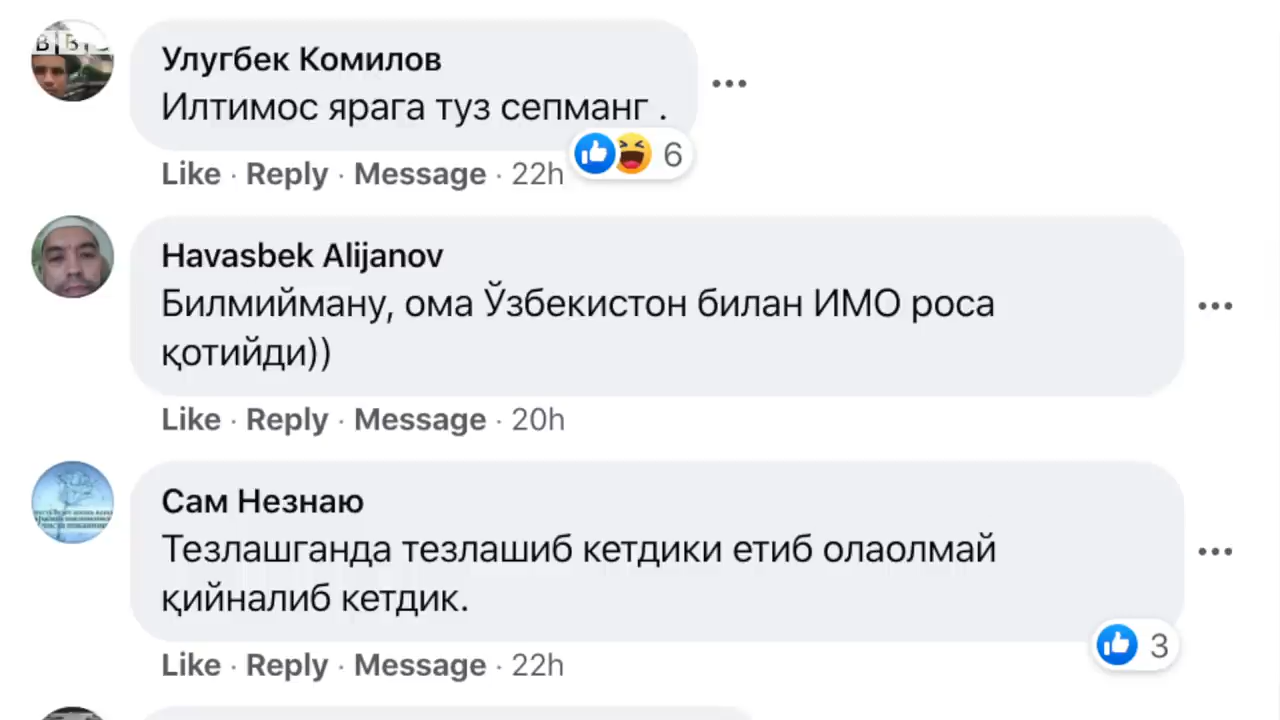 Улугбек Комилов
Илтимос ярага туз сепманг .
6
Like · Reply · Message · 22h
Havasbek Alijanov
Билмийману, ома Ўзбекистон билан ИМО роса
қотийди))
Like · Reply · Message · 20h
Сам Незнаю
Тезлашганда тезлашиб кетдики етиб олаолмай
қийналиб кетдик.
3
Like · Reply · Message · 22h